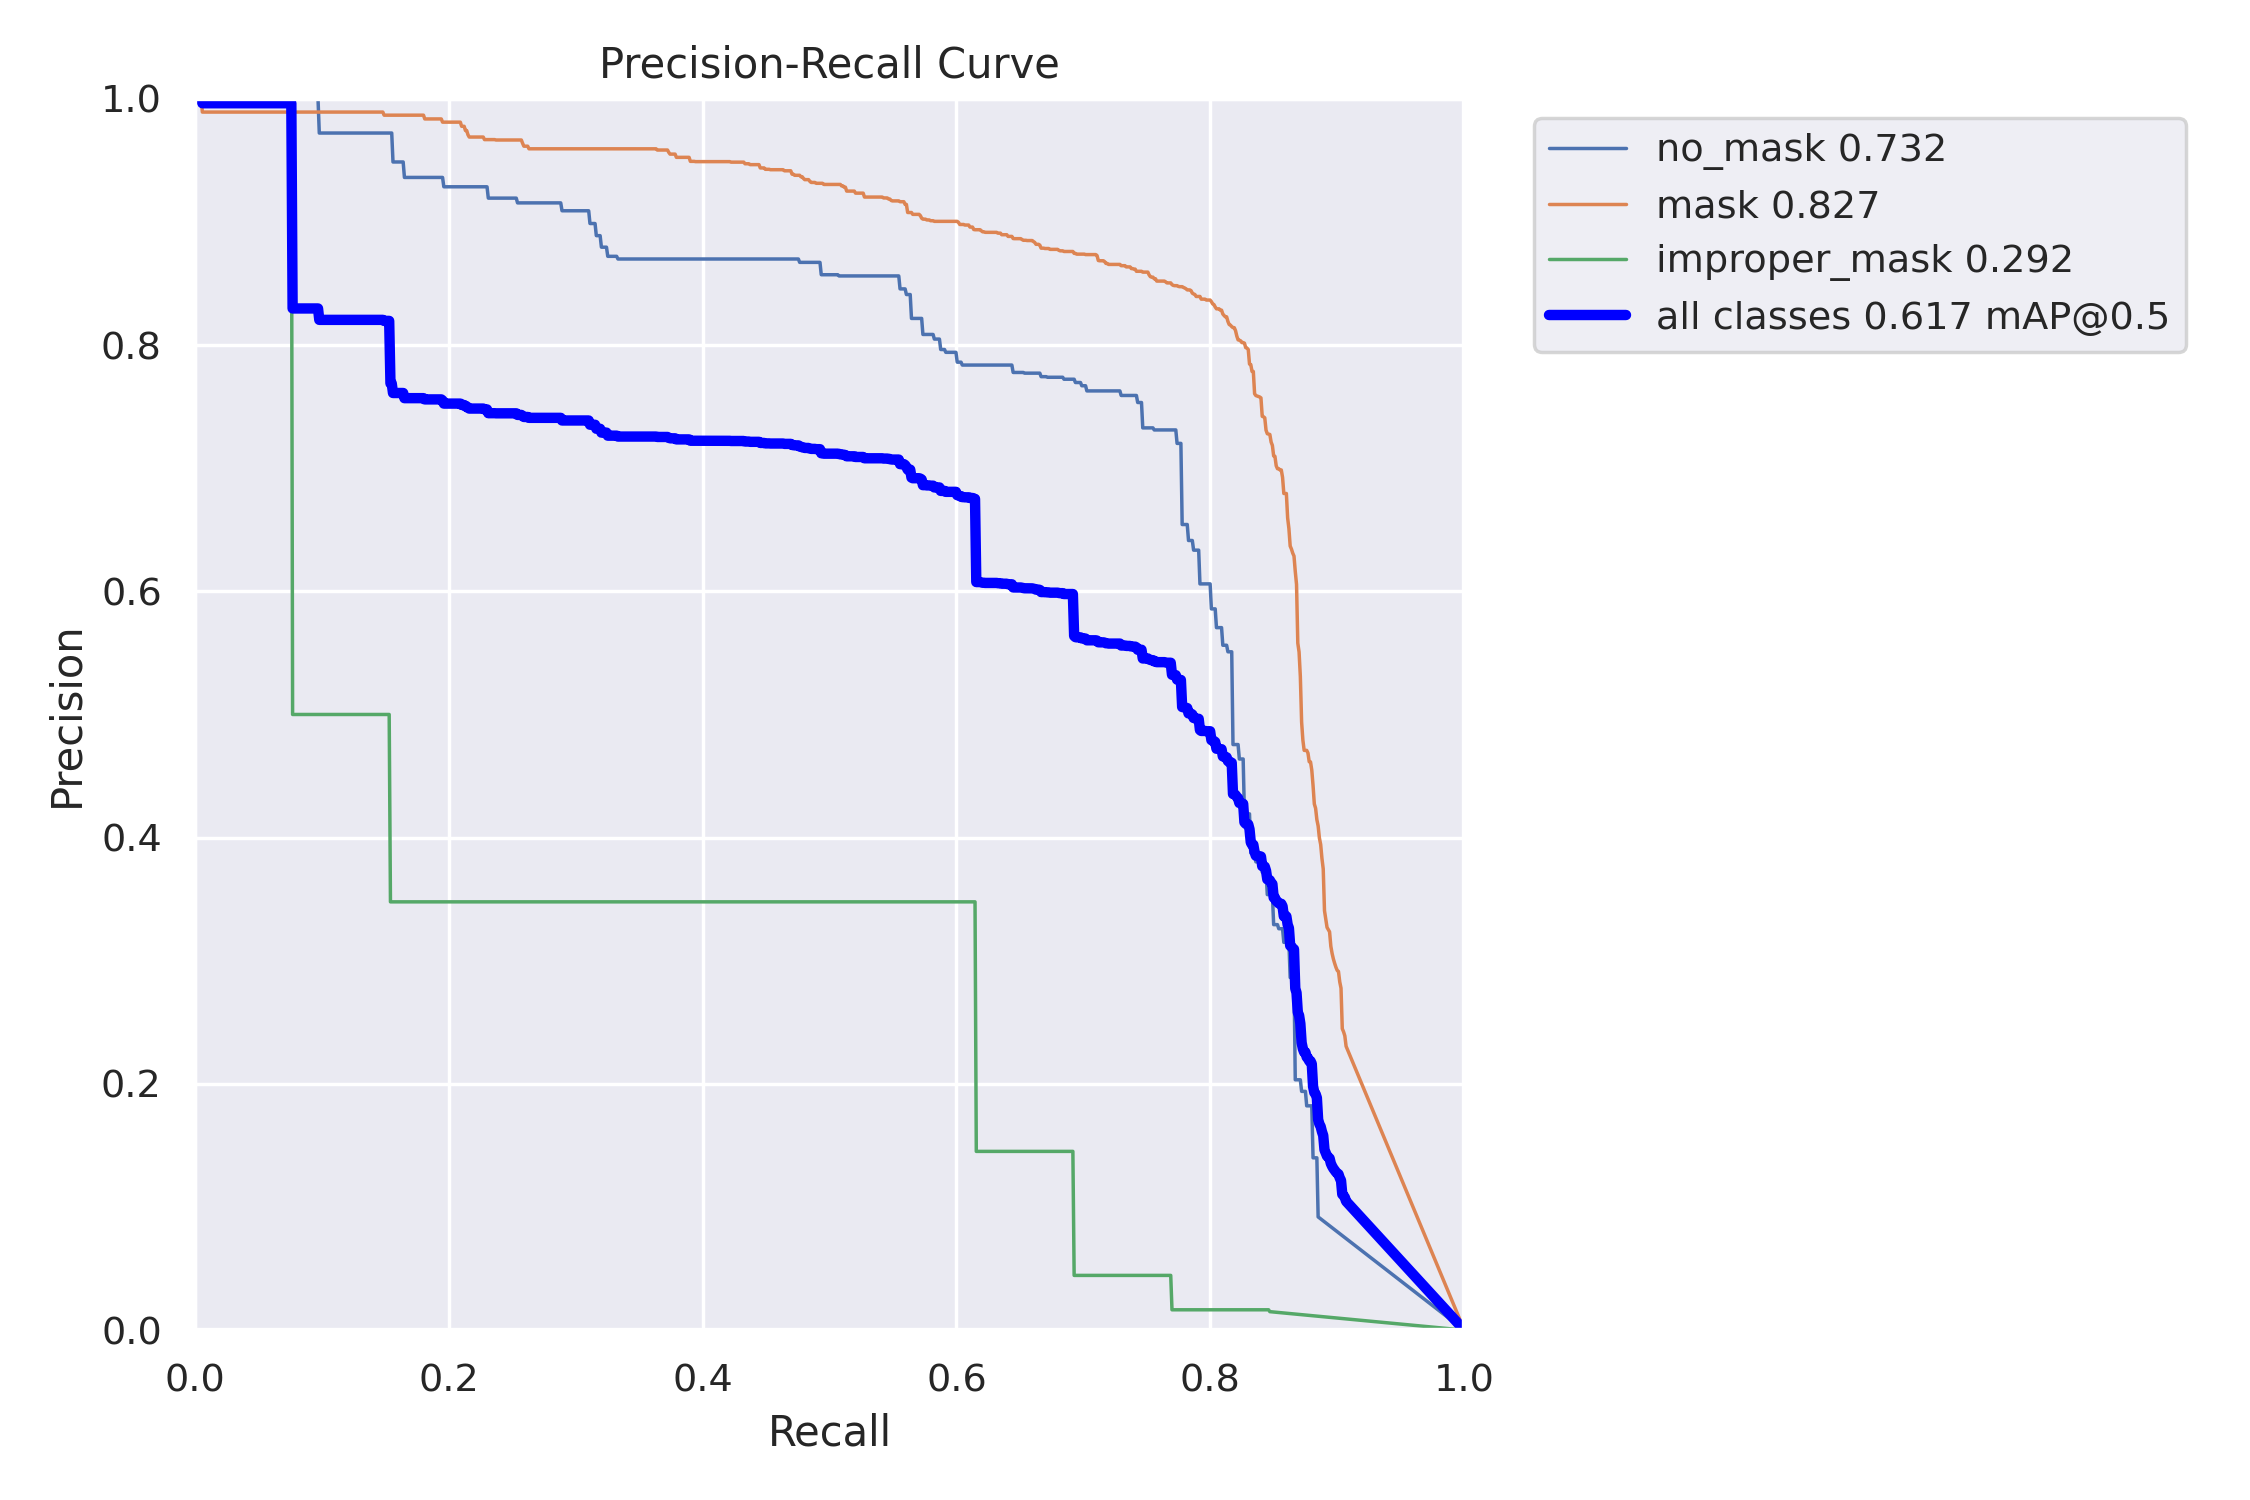 Precision-Recall Curve
1.0
0.8
0.6
0.4
0.2
0.0
Precision
0.0 0.2 0.4 0.6 0.8 1.0
Recall
no_mask 0.732
mask 0.827
improper_mask 0.292
all classes 0.617 mAP@0.5